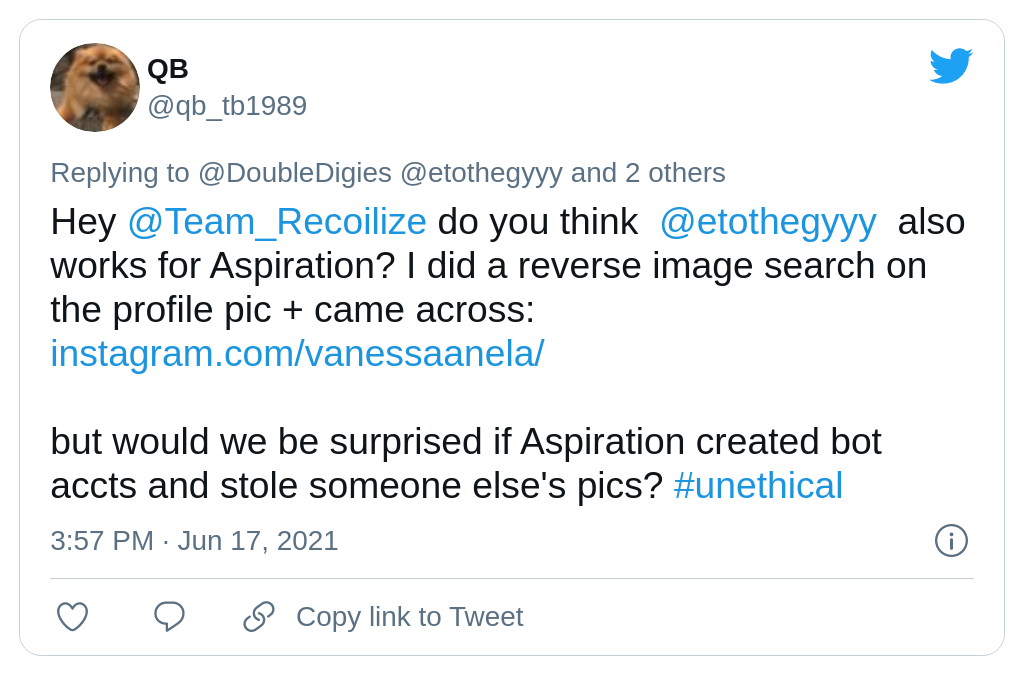 QB
@qb_tb1989
Replying to @DoubleDigies @etothegyyy and 2 others
Hey @Team_Recoilize do you think  @etothegyyy  also
works for Aspiration? I did a reverse image search on
the profile pic + came across:
instagram.com/vanessaanela/
but would we be surprised if Aspiration created bot
accts and stole someone else's pics? #unethical
3:57 PM · Jun 17, 2021
Copy link to Tweet